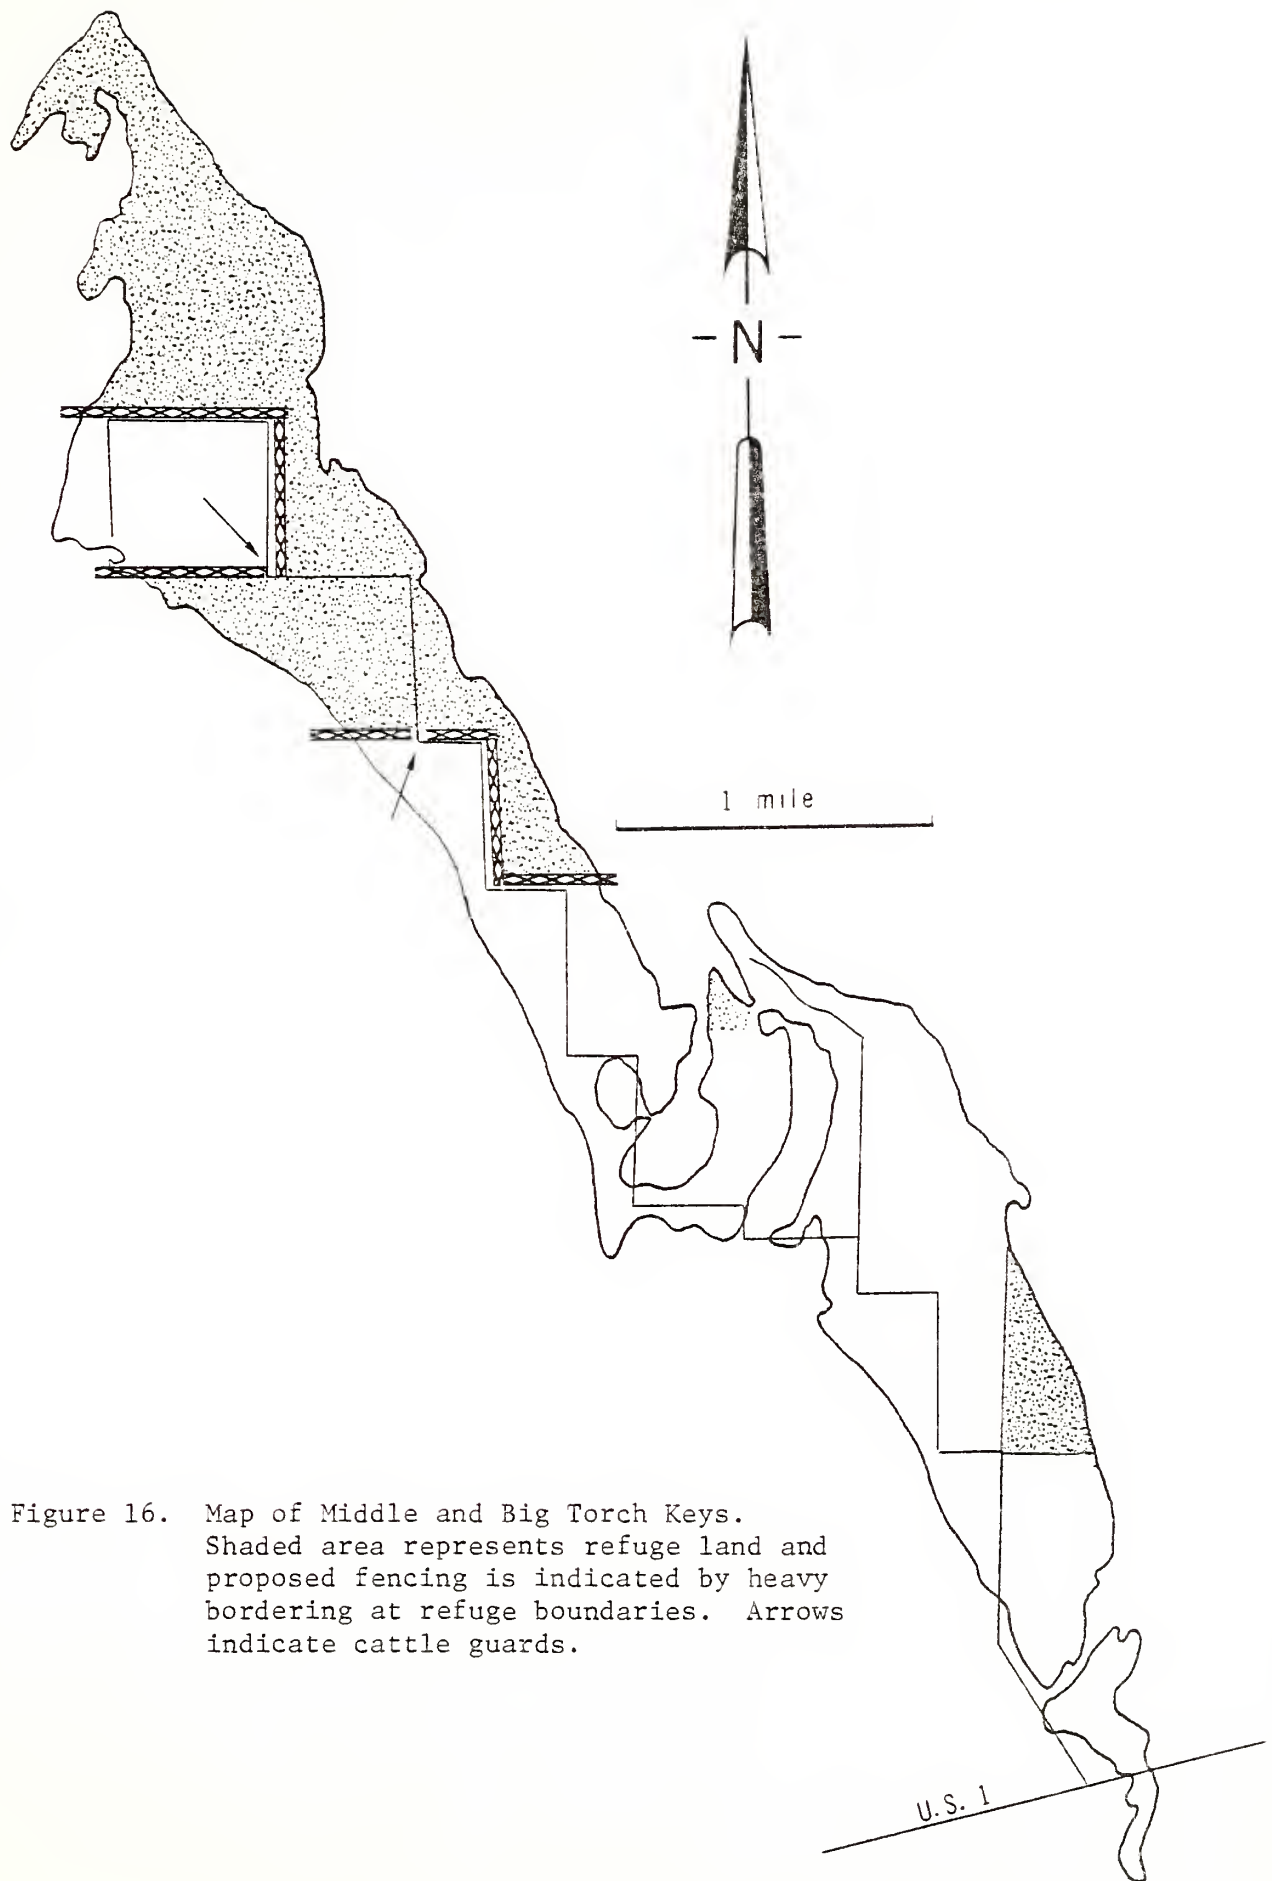 - N -
1 mile
Figure 16. Map of Middle and Big Torch Keys.
Shaded area represents refuge land and
proposed fencing is indicated by heavy
bordering at refuge boundaries. Arrows
indicate cattle guards.
U.S. 1